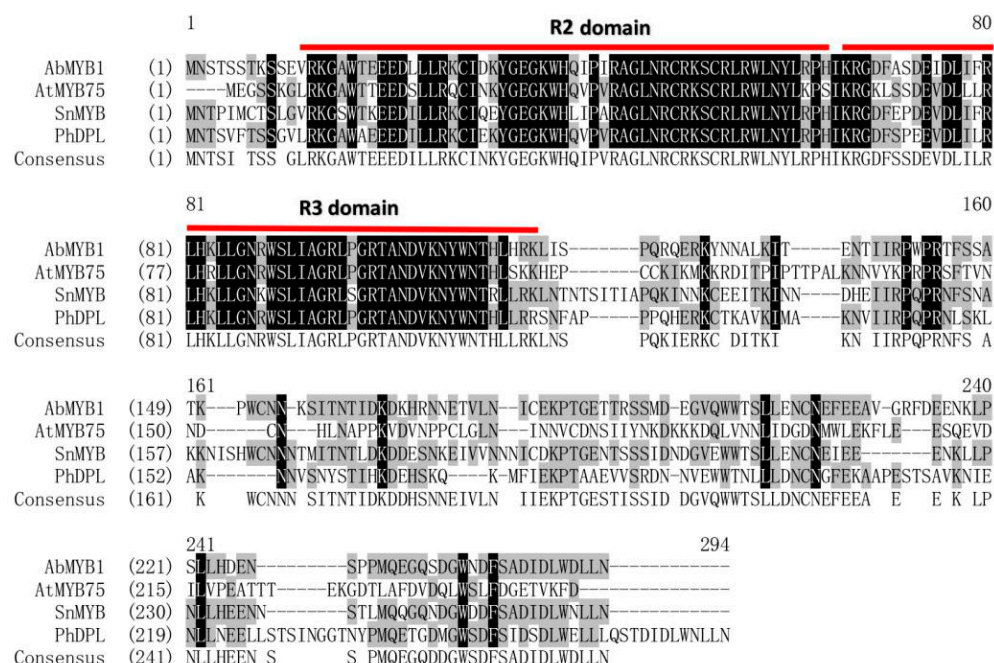 1 R2 domain 80
AbMYB1 (1) MNSTSSTKSSEVRKGAWTEEEDLLLRKCIDKYGEGKWHQIPIRAGLNRCRKSCRLRWLNYLRPHIKRGDFASDEIDLIFR
AtMYB75 (1) ----MEGSSKGLRKGAWTTEEDSLLRQCINKYGEGKWHQVPVRAGLNRCRKSCRLRWLNYLKPSIKRGKLSSDEVDLLLR
SnMYB (1) MNTPIMCTSLGVRKGSWTEEEDILLRKCIQEYGEGKWHLIPARAGLNRCRKSCRLRWLNYLRPHIKRGDFEPDEVDLIFR
PhDPL (1) MNTSVFTSSGVLRKGAWAEEEDILLRKCIEKYGEGKWHQVPVRAGLNRCRKSCRLRWLNYLRPHIKRGDFSPEEVDLILR
Consensus (1) MNTSI TSS GLRKGAWTEEEDILLRKCINKYGEGKWHQIPVRAGLNRCRKSCRLRWLNYLRPHIKRGDFSSDEVDLILR
81 R3 domain 160
AbMYB1 (81) LHKLLGNRWSLIAGRLPGRTANDVKNYWNTHLHRKLIS-------PQRQERKYNNALKIT-----ENTIIRPWPRTFSSA
AtMYB75 (77) LHRLLGNRWSLIAGRLPGRTANDVKNYWNTHLSKKHEP-------CCKIKMKKRDITPIPTTPALKNNVYKPRPRSFTVN
SnMYB (81) LHKLLGNKWSLIAGRLSGRTANDVKNYWNTRLLRKLNTNTSITIAPQKINNKCEEITKINN----DHEIIRPQPRNFSNA
PhDPL (81) LHKLLGNRWSLIAGRLPGRTANDVKNYWNTHLLRRSNFAP-----PPQHERKCTKAVKIMA----KNVIIRPQPRNLSKL
Consensus (81) LHKLLGNRWSLIAGRLPGRTANDVKNYWNTHLLRKLNS       PQKIERKC DITKI     KN IIRPQPRNFS A
161 240
AbMYB1 (149) TK---PWCNN-KSITNTIDKDKHRNNETVLN--ICEKPTGETTRSSMD-EGVQWWTSLLENCNEFEEAV-GRFDEENKLP
AtMYB75 (150) ND-----CN---HLNAPPKVDVNPPCLGLN---INNVCDNSIIYNKDKKKDQLVNNLIDGDNMWLEKFLE---ESQEVD
SnMYB (157) KKNISHWCNNNTMITNTLDKDDESNKEIVVNNNICDKPTGENTSSSIDNDGVEWWTSLLENCNEIEE------ENKLLP
PhDPL (152) AK------NNVSNYSTIHKDEHSKQ----K-MFIEKPTAAEVVSRDN-NVEWWTNLLLDNCNGFEKAAPESTSAVKNIE
Consensus (161) K    WCNNN SITNTIDKDDHSNNEIVLN  IIEKPTGESTISSID DGVQWWTSLLDNCNEFEEA  E   E K LP
241 294
AbMYB1 (221) SLLHDEN---------SPPMQEGQSDGWNDFSADIDLWDLLN------------
AtMYB75 (215) ILVPEATTT-----EKGDTLAFDVDQLWSLFDGETVKFD---------------
SnMYB (230) NLLHEENN--------STLMQQGQNDGWDDFSADIDLWNLLN------------
PhDPL (219) NLLNEELLSTSINGGTNYPMQETGDMGWSDFSIDSDLWELLLQSTDIDLWNLLN
Consensus (241) NLLHEEN S       S PMQEGQDDGWSDFSADIDLWDLLN